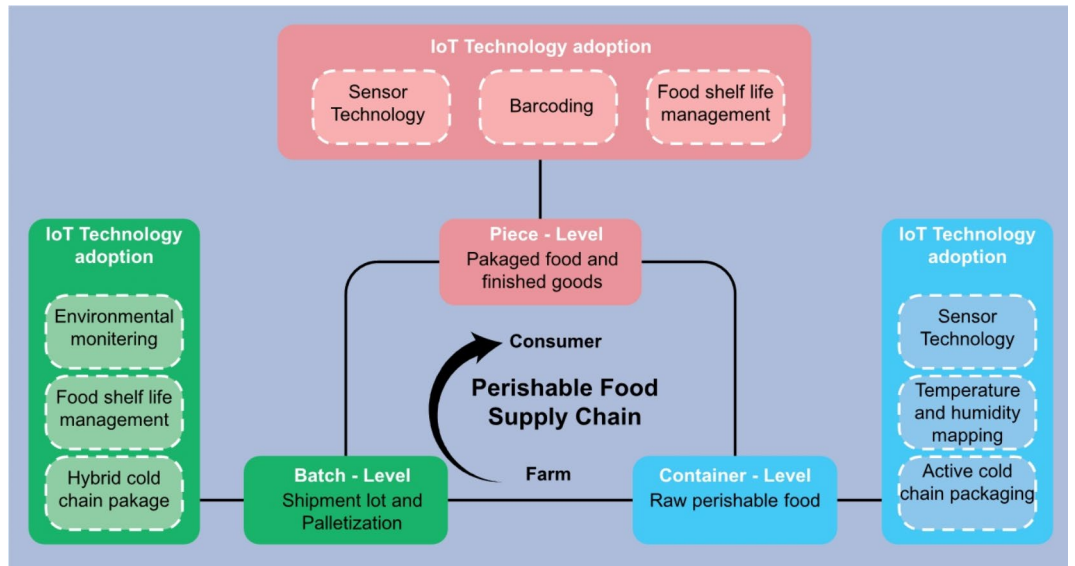 IoT Technology adoption
Sensor
Technology
Barcoding
Food shelf life
management
Piece - Level
Pakaged food and
finished goods
IoT Technology
adoption
Environmental
monitering
Food shelf life
management
Hybrid cold
chain pakage
Consumer
Perishable Food
Supply Chain
Farm
Batch - Level
Shipment lot and
Palletization
Container - Level
Raw perishable food
IoT Technology
adoption
Sensor
Technology
Temperature
and humidity
mapping
Active cold
chain packaging